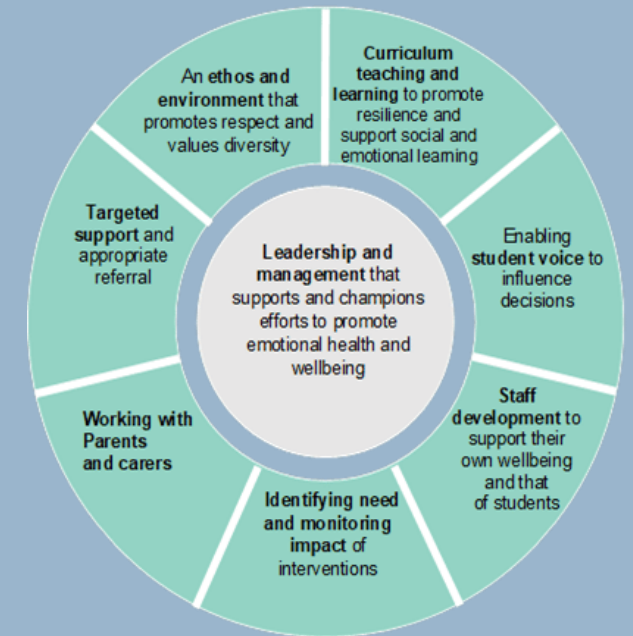 An ethos and
environment that
promotes respect and
values diversity
Curriculum
teaching and
learning to promote
resilience and
support social and
emotional learning
Enabling
student voice to
influence
decisions
Staff
development to
support their
own wellbeing
and that
of students
Identifying need
and monitoring
impact of
interventions
Working with
Parents
and carers
Targeted
support and
appropriate
referral
Leadership and
management that
supports and champions
efforts to promote
emotional health and
wellbeing